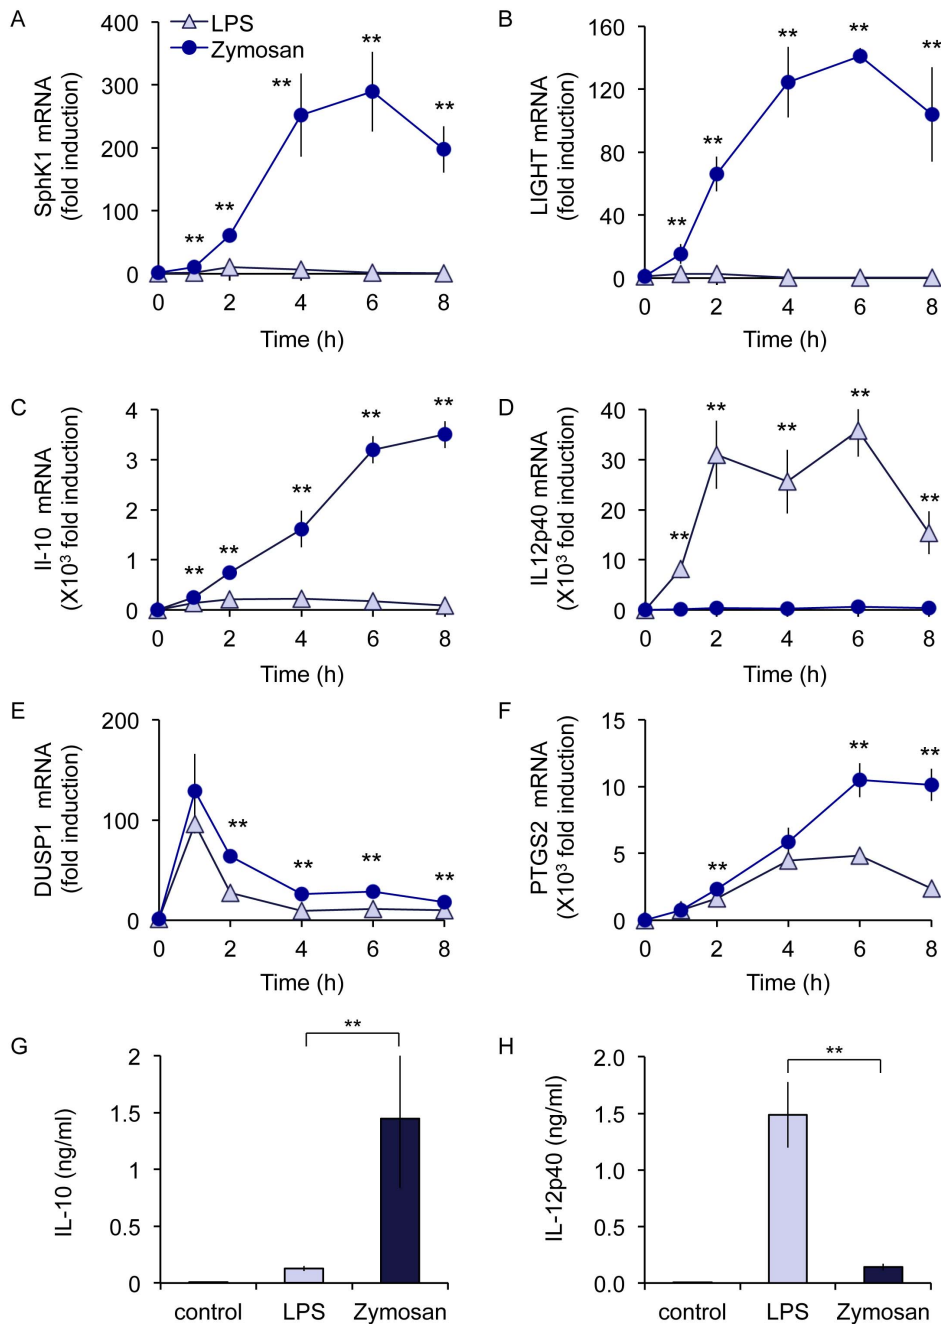 A
LPS
Zymosan
SphK1 mRNA
(fold induction)
400
300
200
100
0
** ** ** ** **
0 2 4 6 8
Time (h)
B
LIGHT mRNA
(fold induction)
160
120
80
40
0
** ** ** ** **
0 2 4 6 8
Time (h)
C
Il-10 mRNA
(X10³ fold induction)
4
3
2
1
0
** ** ** ** **
0 2 4 6 8
Time (h)
D
IL12p40 mRNA
(X10³ fold induction)
40
30
20
10
0
** ** ** ** **
0 2 4 6 8
Time (h)
E
DUSP1 mRNA
(fold induction)
200
100
0
** ** ** **
0 2 4 6 8
Time (h)
F
PTGS2 mRNA
(X10³ fold induction)
15
10
5
0
** ** **
0 2 4 6 8
Time (h)
G
IL-10 (ng/ml)
2
1.5
1
0.5
0
**
control LPS Zymosan
H
IL-12p40 (ng/ml)
2.0
1.5
1.0
0.5
0.0
**
control LPS Zymosan